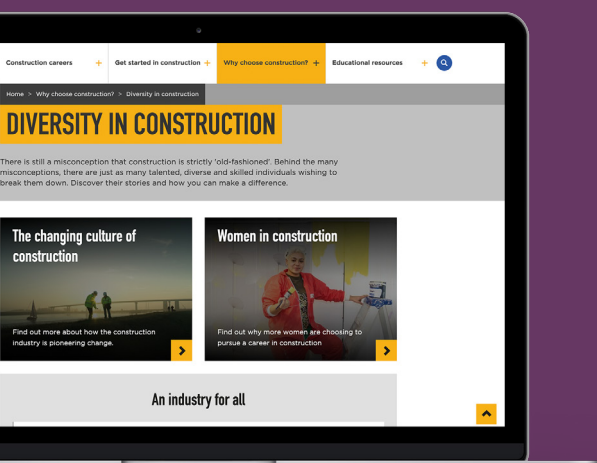 Construction careers + Get started in construction + Why choose construction? + Educational resources +
Home > Why choose construction? > Diversity in construction
DIVERSITY IN CONSTRUCTION
There is still a misconception that construction is strictly 'old-fashioned'. Behind the many
misconceptions, there are just as many talented, diverse and skilled individuals wishing to
break them down. Discover their stories and how you can make a difference.
The changing culture of
construction
Find out more about how the construction
industry is pioneering change.
Women in construction
Find out why more women are choosing to
pursue a career in construction
An industry for all